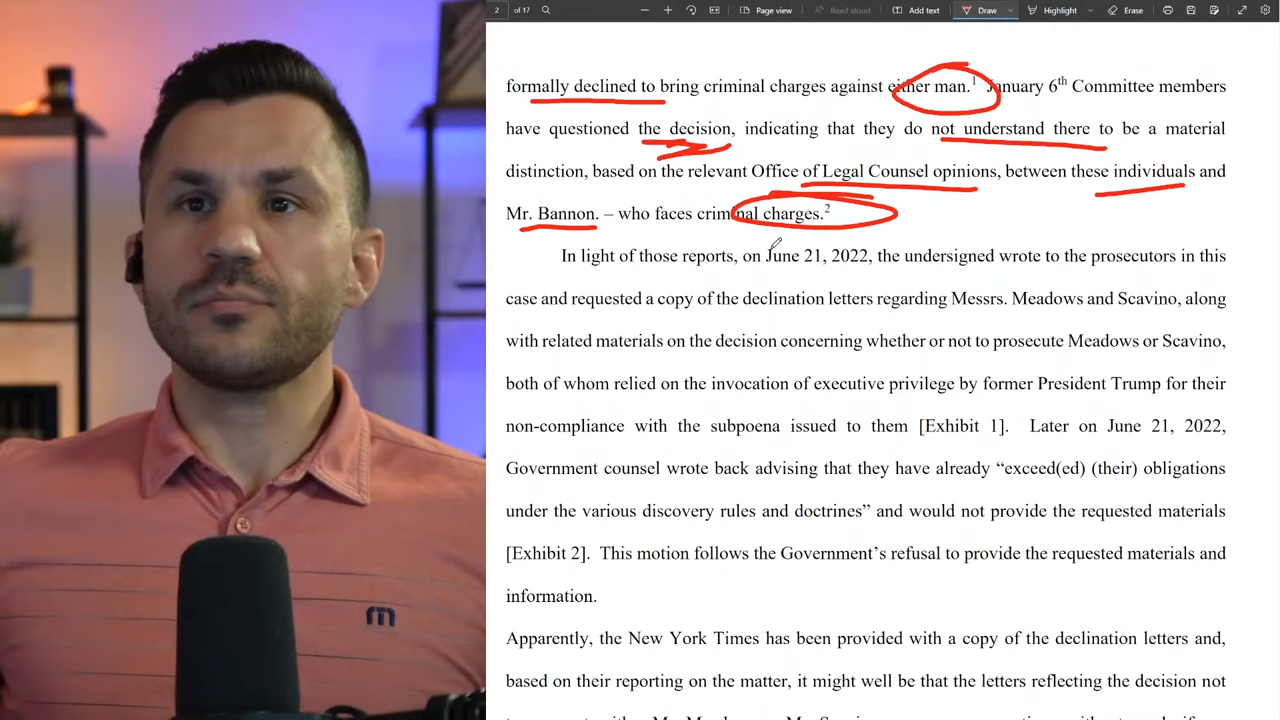 2 of 17 Page view Read aloud Add text Draw Highlight Erase
formally declined to bring criminal charges against either man.1 January 6th Committee members
have questioned the decision, indicating that they do not understand there to be a material
distinction, based on the relevant Office of Legal Counsel opinions, between these individuals and
Mr. Bannon. – who faces criminal charges.2
In light of those reports, on June 21, 2022, the undersigned wrote to the prosecutors in this
case and requested a copy of the declination letters regarding Messrs. Meadows and Scavino, along
with related materials on the decision concerning whether or not to prosecute Meadows or Scavino,
both of whom relied on the invocation of executive privilege by former President Trump for their
non-compliance with the subpoena issued to them [Exhibit 1]. Later on June 21, 2022,
Government counsel wrote back advising that they have already “exceed(ed) (their) obligations
under the various discovery rules and doctrines” and would not provide the requested materials
[Exhibit 2]. This motion follows the Government’s refusal to provide the requested materials and
information.
Apparently, the New York Times has been provided with a copy of the declination letters and,
based on their reporting on the matter, it might well be that the letters reflecting the decision not